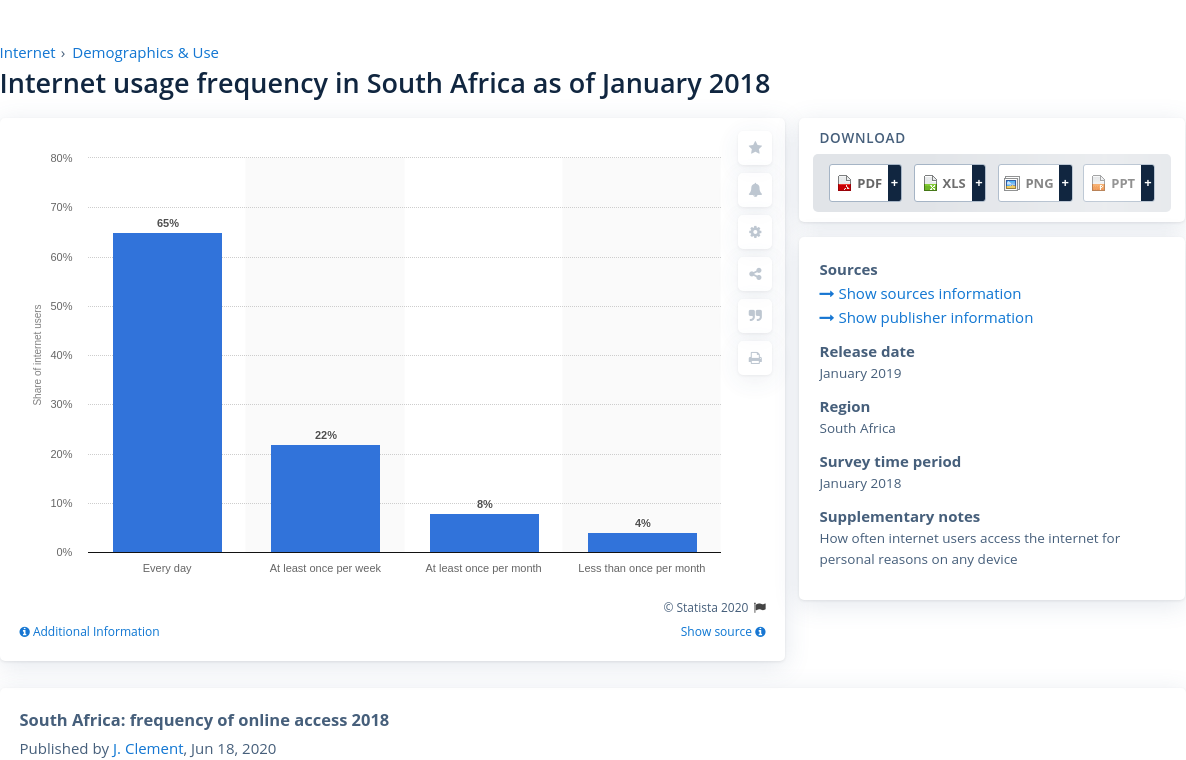 Internet › Demographics & Use
Internet usage frequency in South Africa as of January 2018
80%
70%
60%
50%
40%
30%
20%
10%
0%
Share of internet users
65%
22%
8%
4%
Every day
At least once per week
At least once per month
Less than once per month
© Statista 2020
Additional Information
Show source
DOWNLOAD
PDF + XLS + PNG + PPT +
Sources
Show sources information
Show publisher information
Release date
January 2019
Region
South Africa
Survey time period
January 2018
Supplementary notes
How often internet users access the internet for
personal reasons on any device
South Africa: frequency of online access 2018
Published by J. Clement, Jun 18, 2020